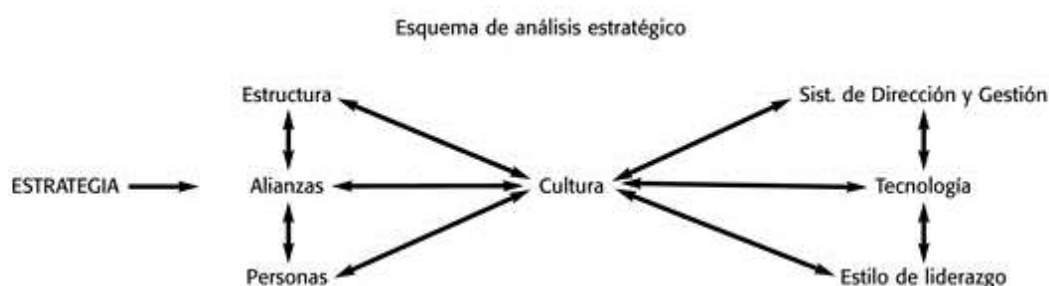 Esquema de análisis estratégico
Estructura
Sist. de Dirección y Gestión
ESTRATEGIA
Alianzas
Cultura
Tecnología
Personas
Estilo de liderazgo